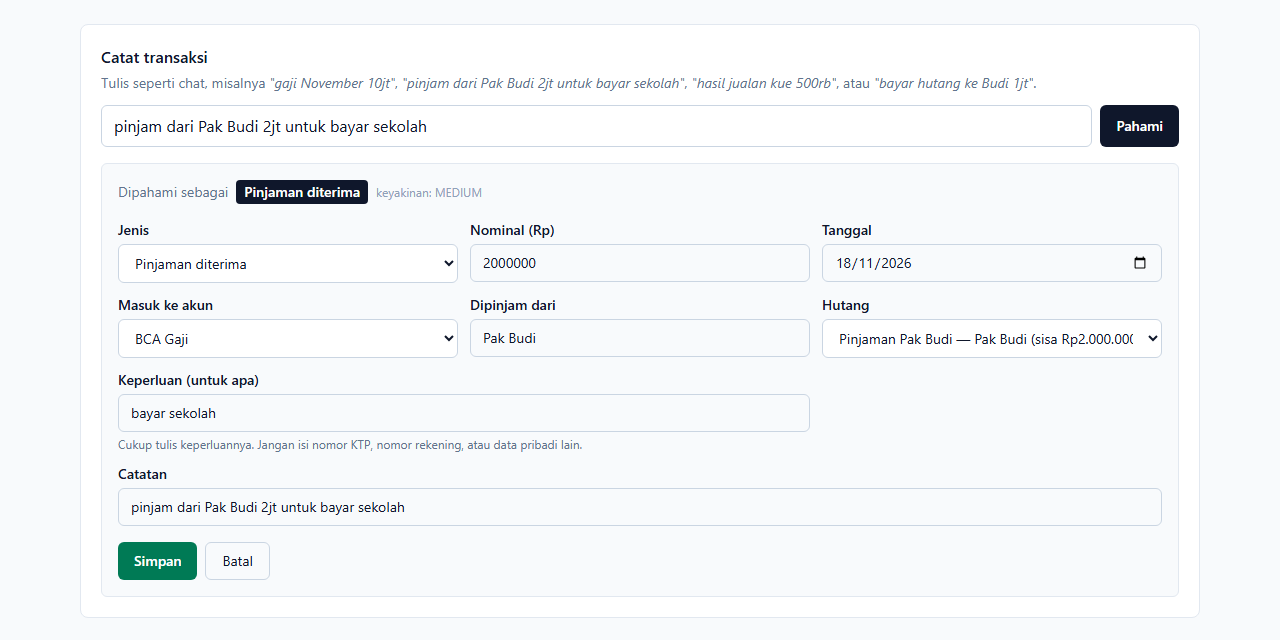 Catat transaksi
Tulis seperti chat, misalnya "gaji November 10jt", "pinjam dari Pak Budi 2jt untuk bayar sekolah", "hasil jualan kue 500rb", atau "bayar hutang ke Budi 1jt".
pinjam dari Pak Budi 2jt untuk bayar sekolah
Pahami
Dipahami sebagai Pinjaman diterima keyakinan: MEDIUM
Jenis
Nominal (Rp)
Tanggal
Pinjaman diterima
2000000
18/11/2026
Masuk ke akun
Dipinjam dari
Hutang
BCA Gaji
Pak Budi
Pinjaman Pak Budi — Pak Budi (sisa Rp2.000.000
Keperluan (untuk apa)
bayar sekolah
Cukup tulis keperluannya. Jangan isi nomor KTP, nomor rekening, atau data pribadi lain.
Catatan
pinjam dari Pak Budi 2jt untuk bayar sekolah
Simpan
Batal